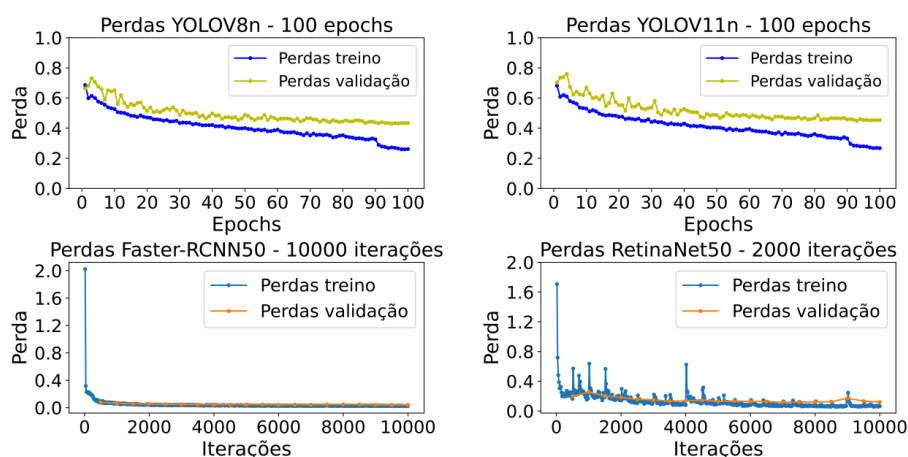 Perdas YOLOV8n - 100 epochs
1.0
0.8
0.6
0.4
0.2
0.0
Perda
Perdas treino
Perdas validação
0 10 20 30 40 50 60 70 80 90 100
Epochs
Perdas YOLOV11n - 100 epochs
1.0
0.8
0.6
0.4
0.2
0.0
Perda
Perdas treino
Perdas validação
0 10 20 30 40 50 60 70 80 90 100
Epochs
Perdas Faster-RCNN50 - 10000 iterações
2.0
1.6
1.2
0.8
0.4
0.0
Perda
Perdas treino
Perdas validação
0 2000 4000 6000 8000 10000
Iterações
Perdas RetinaNet50 - 2000 iterações
2.0
1.6
1.2
0.8
0.4
0.0
Perda
Perdas treino
Perdas validação
0 2000 4000 6000 8000 10000
Iterações